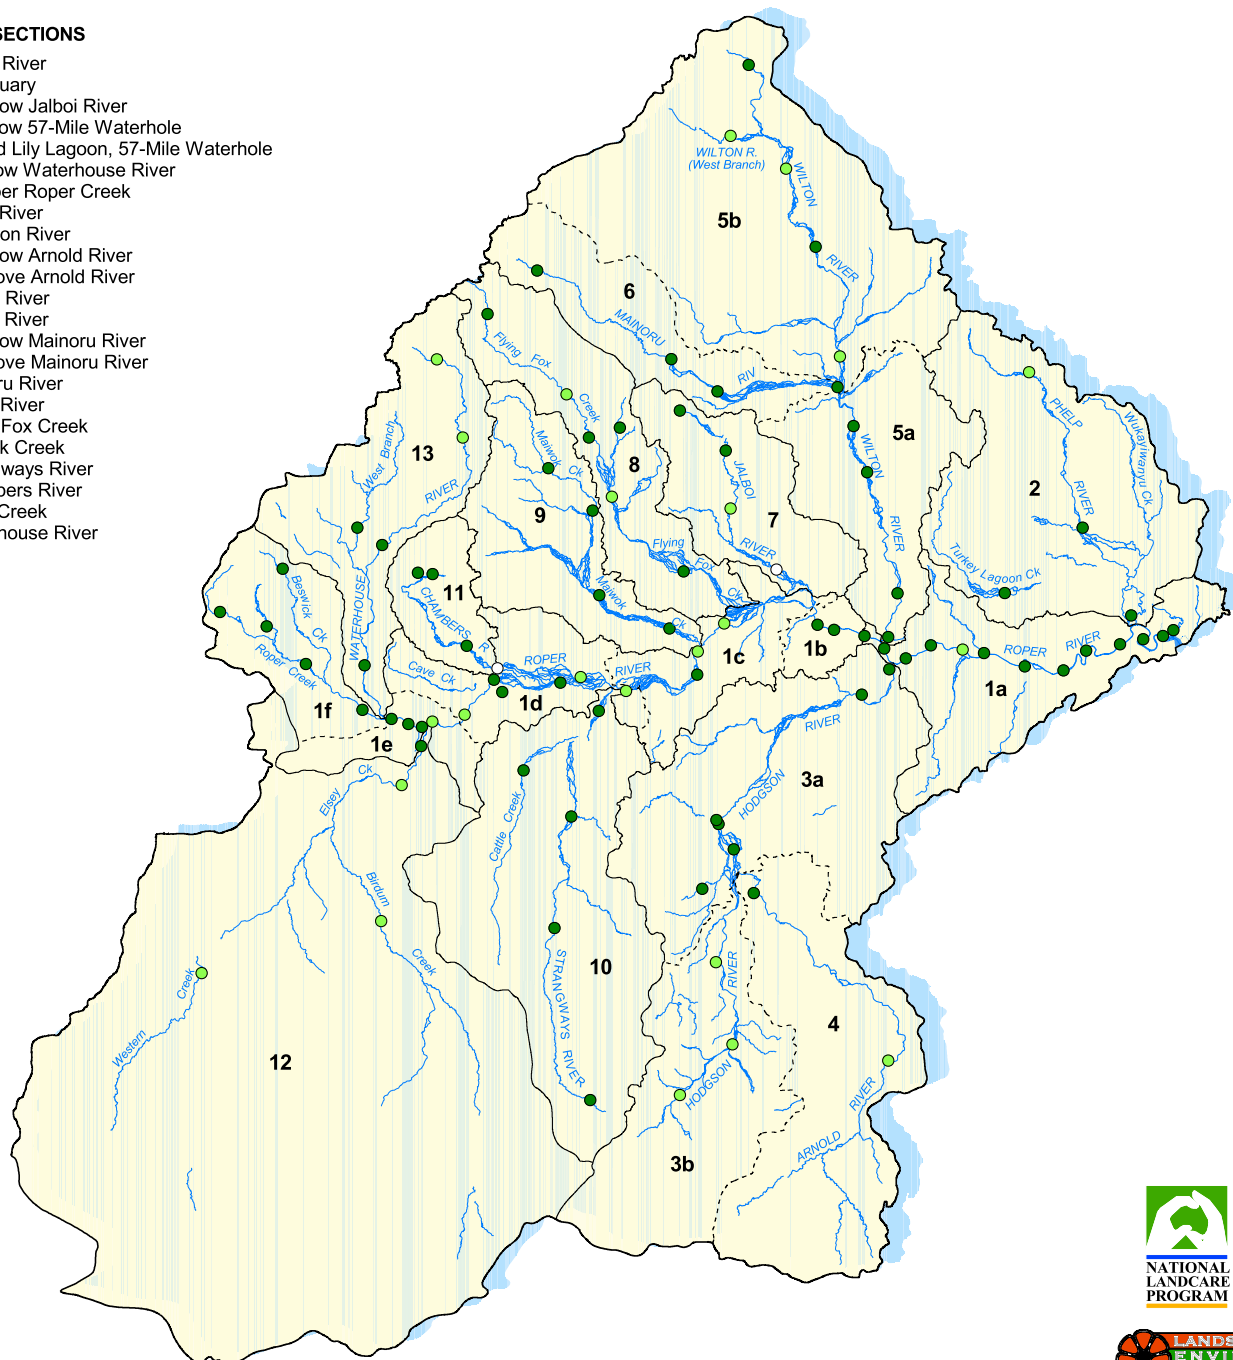 SECTIONS
River
uary
ow Jalboi River
ow 57-Mile Waterhole
d Lily Lagoon, 57-Mile Waterhole
ow Waterhouse River
er Roper Creek
River
on River
ow Arnold River
ove Arnold River
River
River
ow Mainoru River
ove Mainoru River
ru River
River
Fox Creek
k Creek
ways River
bers River
Creek
house River
WILTON R.
(West Branch)
WILTON
RIVER
5b
6
MAINORU
RIV
Flying Fox
Creek
13
West Branch
RIVER
Maiwok Ck
8
9
JALBOI
RIVER
7
5a
WILTON
RIVER
2
PHELP
RIVER
Wukayiwanyu Ck
Turkey Lagoon Ck
Flying
Fox
Ck
Maiwok
Ck
11
CHAMBERS
R
WATERHOUSE
Beswick
Ck
Roper Creek
Cave Ck
ROPER
RIVER
1b
1c
1d
1e
1f
ROPER
RIVER
1a
RIVER
HODGSON
3a
Elsey
Ck
Cattle Creek
Birdum
Creek
Western
Creek
STRANGWAYS RIVER
10
12
RIVER
HODGSON
3b
4
ARNOLD
RIVER
NATIONAL
LANDCARE
PROGRAM
LANDS
ENVI